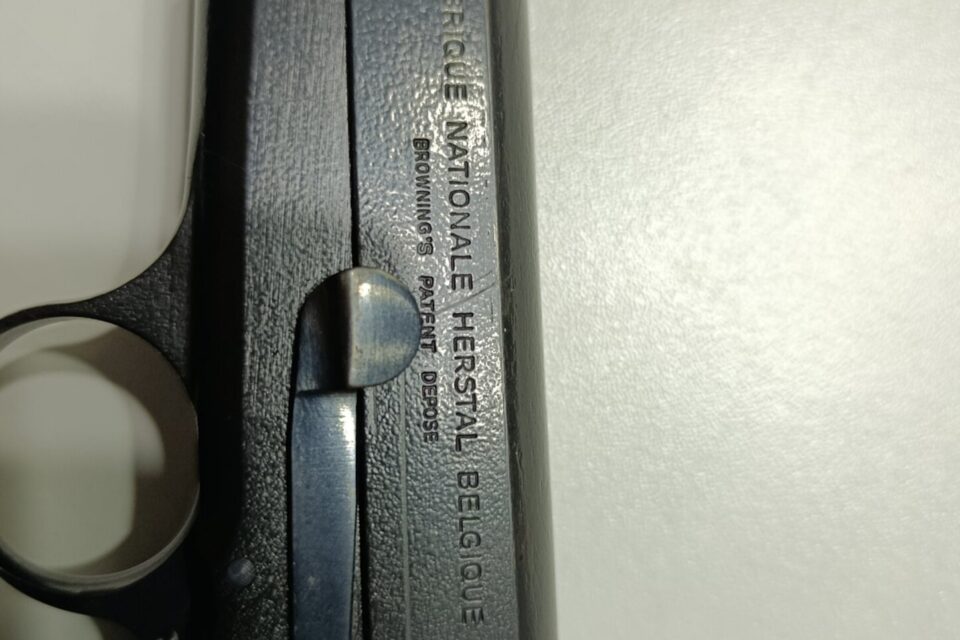 RIQUE NATIONALE HERSTAL BELGIQUE
BROWNING'S PATENT DEPOSE